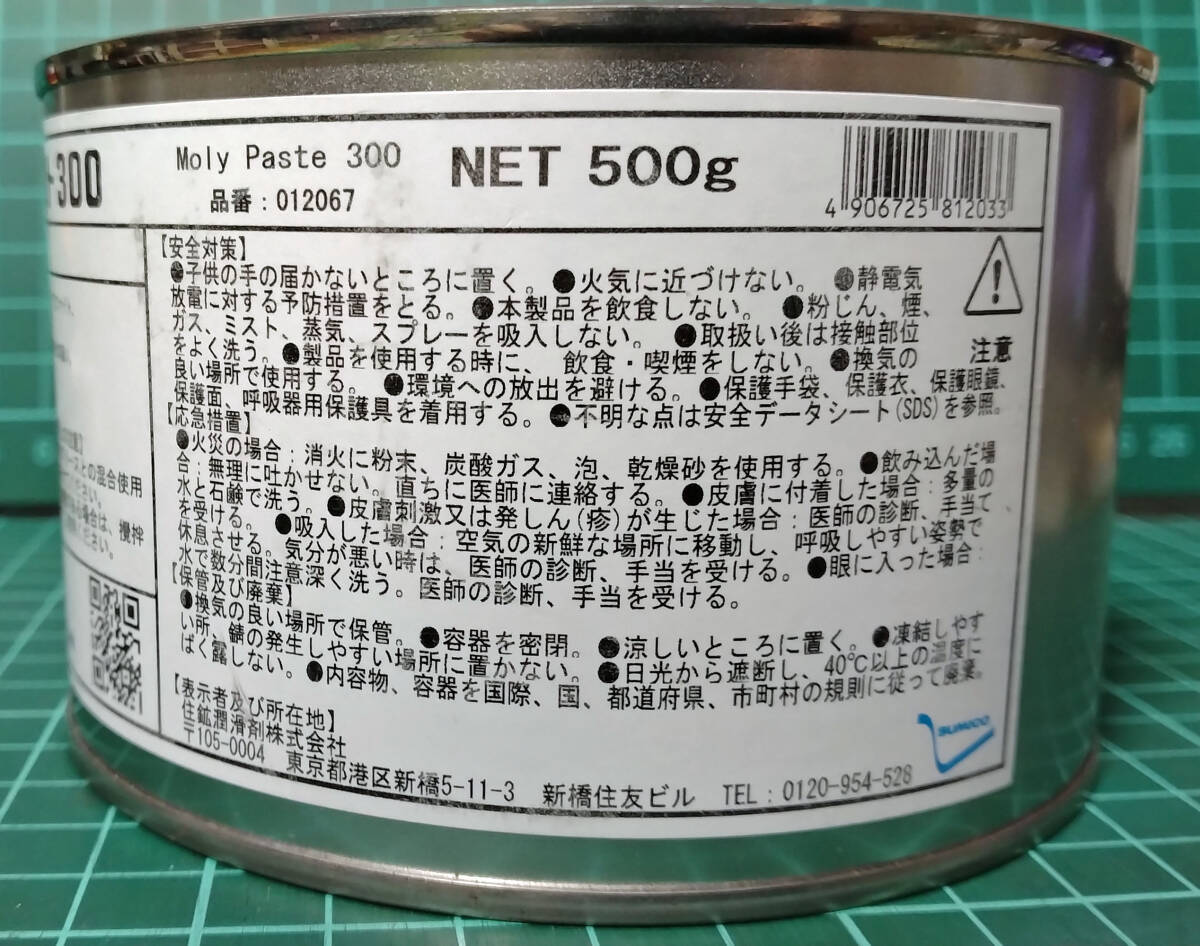 -300
Moly Paste 300
品番：012067
NET 500g
4 906725 812033
【安全対策】
●子供の手の届かないところに置く。 ●火気に近づけない。 ●静電気
放電に対する予防措置をとる。 ●本製品を飲食しない。 ●粉じん、煙、
ガス、ミスト、蒸気、スプレーを吸入しない。 ●取扱い後は接触部位
をよく洗う。 ●製品を使用する時に、飲食・喫煙をしない。 ●換気の
良い場所で使用する。 ●環境への放出を避ける。 ●保護手袋、保護衣、保護眼鏡、
保護面、呼吸器用保護具を着用する。 ●不明な点は安全データシート(SDS)を参照。
注意
【応急措置】
●火災の場合：消火に粉末、炭酸ガス、泡、乾燥砂を使用する。 ●飲み込んだ場
合：無理に吐かせない。直ちに医師に連絡する。 ●皮膚に付着した場合：多量の
水と石鹸で洗う。 ●皮膚刺激又は発しん(疹)が生じた場合：医師の診断、手当て
を受ける。 ●吸入した場合：空気の新鮮な場所に移動し、呼吸しやすい姿勢で
休息させる。気分が悪い時は、医師の診断、手当を受ける。 ●眼に入った場合：
水で数分間注意深く洗う。医師の診断、手当を受ける。
【保管及び廃棄】
●換気の良い場所で保管。 ●容器を密閉。 ●涼しいところに置く。 ●凍結しやす
い所、錆の発生しやすい場所に置かない。 ●日光から遮断し、40℃以上の温度に
ばく露しない。 ●内容物、容器を国際、国、都道府県、市町村の規則に従って廃棄。
【表示者及び所在地】
住鉱潤滑剤株式会社
〒105-0004 東京都港区新橋5-11-3 新橋住友ビル TEL：0120-954-528
SUMICO
との混合使用
場合は、攪拌
ください。